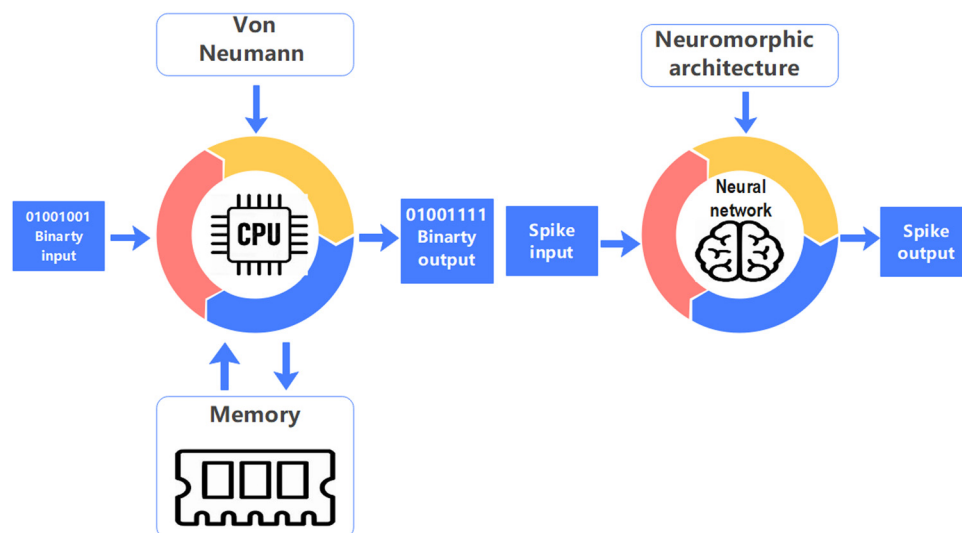 Von
Neumann
01001001
Binarty
input
CPU
01001111
Binarty
output
Memory
Neuromorphic
architecture
Spike
input
Neural
network
Spike
output